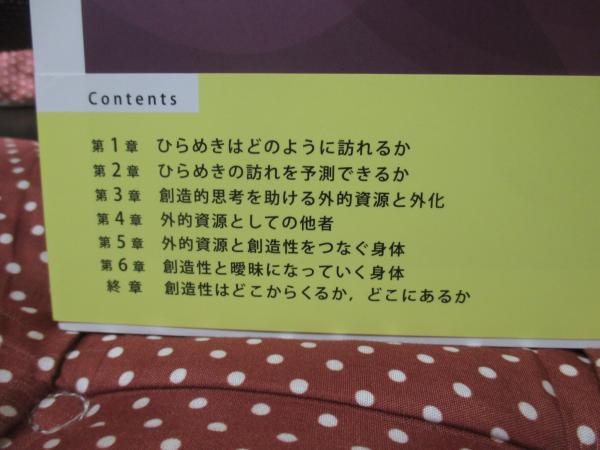 Contents
第1章 ひらめきはどのように訪れるか
第2章 ひらめきの訪れを予測できるか
第3章 創造的思考を助ける外的資源と外化
第4章 外的資源としての他者
第5章 外的資源と創造性をつなぐ身体
第6章 創造性と曖昧になっていく身体
終章 創造性はどこからくるか，どこにあるか